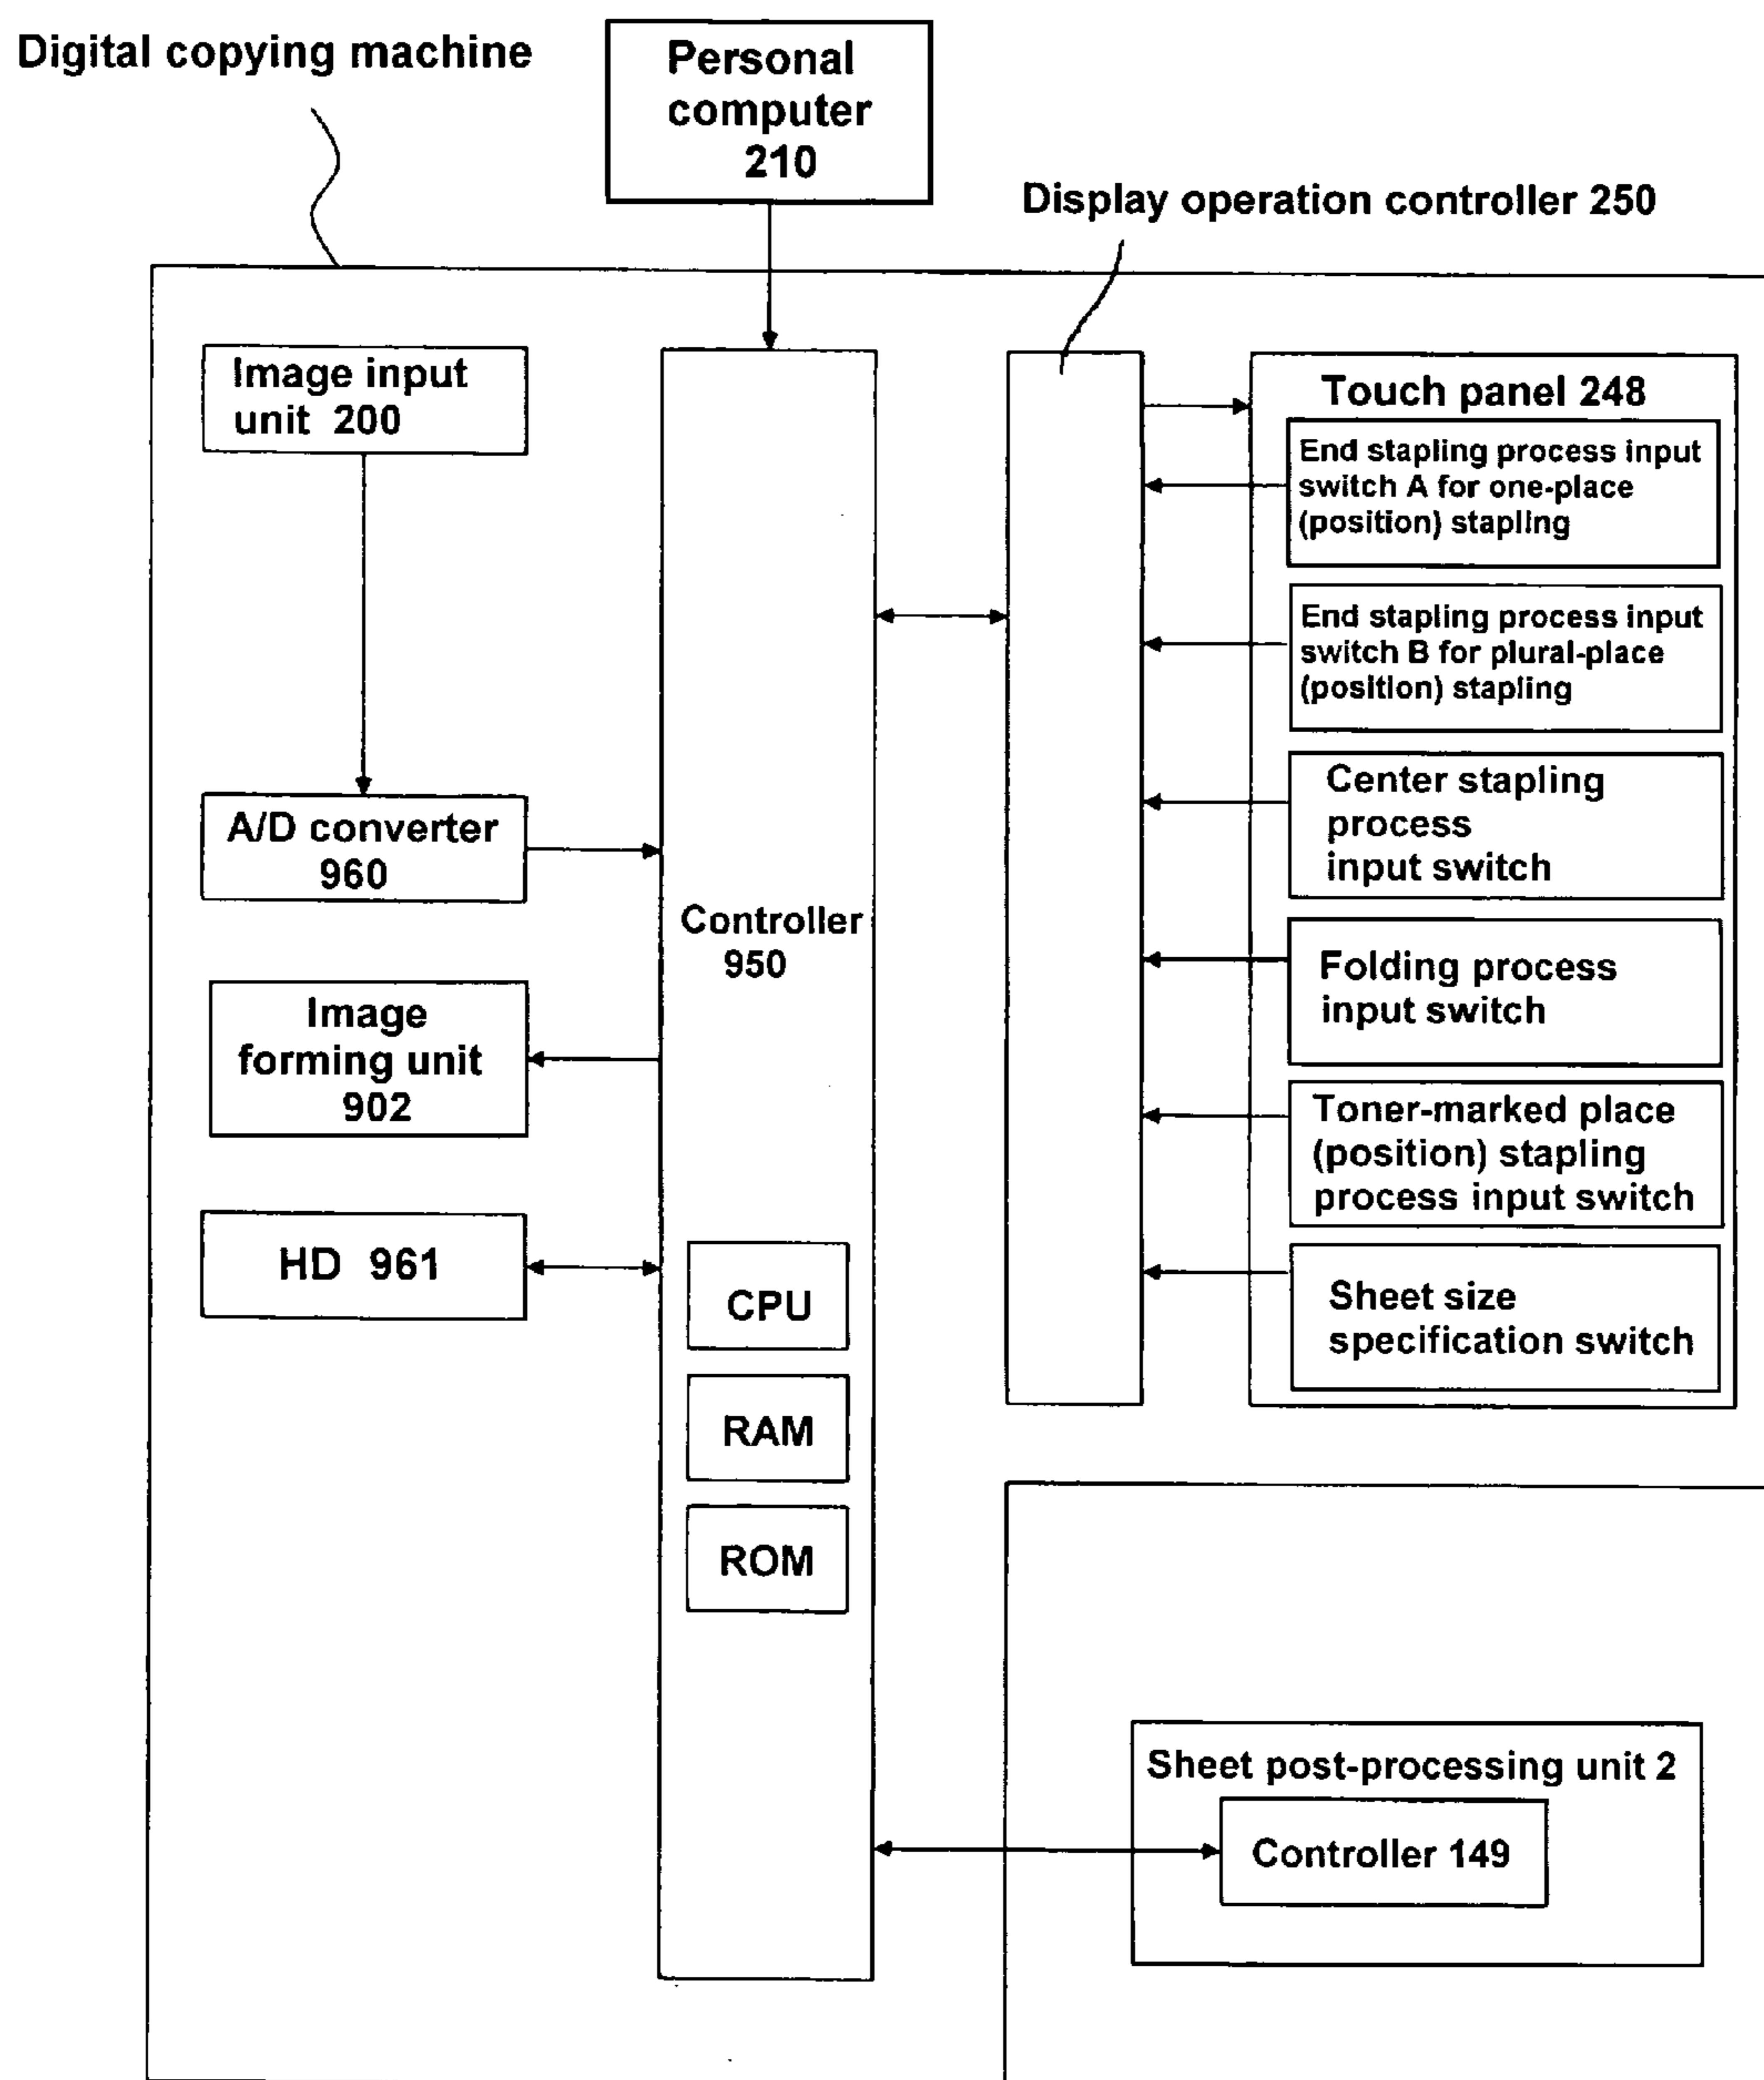 Digital copying machine
Personal
computer
210
Display operation controller 250
Image input
unit 200
A/D converter
960
Image
forming unit
902
HD 961
Controller
950
CPU
RAM
ROM
Touch panel 248
End stapling process input
switch A for one-place
(position) stapling
End stapling process input
switch B for plural-place
(position) stapling
Center stapling
process
input switch
Folding process
input switch
Toner-marked place
(position) stapling
process input switch
Sheet size
specification switch
Sheet post-processing unit 2
Controller 149